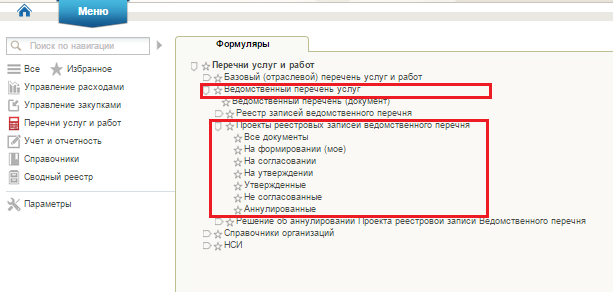 Меню
Поиск по навигации
Все Избранное
Управление расходами
Управление закупками
Перечни услуг и работ
Учет и отчетность
Справочники
Сводный реестр
Параметры
Формуляры
Перечни услуг и работ
Базовый (отраслевой) перечень услуг и работ
Ведомственный перечень услуг
Ведомственный перечень (документ)
Реестр записей ведомственного перечня
Проекты реестровых записей ведомственного перечня
Все документы
На формировании (мое)
На согласовании
На утверждении
Утвержденные
Не согласованные
Аннулированные
Решение об аннулировании Проекта реестровой записи Ведомственного перечня
Справочники организаций
НСИ